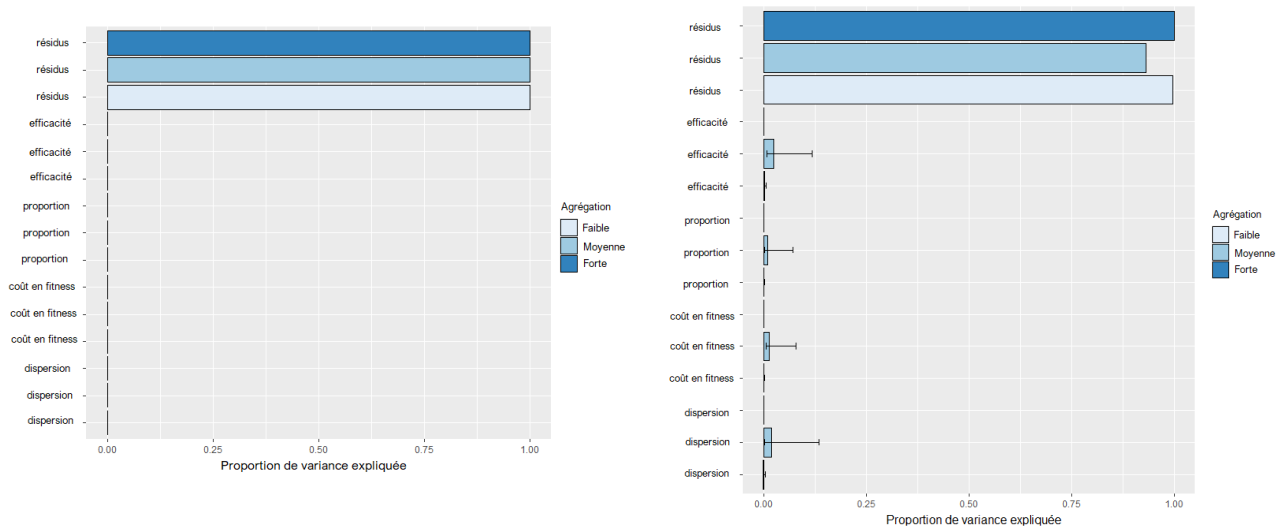 résidus
résidus
résidus
efficacité
efficacité
efficacité
proportion
proportion
proportion
coût en fitness
coût en fitness
coût en fitness
dispersion
dispersion
dispersion
0.00 0.25 0.50 0.75 1.00
Proportion de variance expliquée
Agrégation
Faible
Moyenne
Forte
résidus
résidus
résidus
efficacité
efficacité
efficacité
proportion
proportion
proportion
coût en fitness
coût en fitness
coût en fitness
dispersion
dispersion
dispersion
0.00 0.25 0.50 0.75 1.00
Proportion de variance expliquée
Agrégation
Faible
Moyenne
Forte